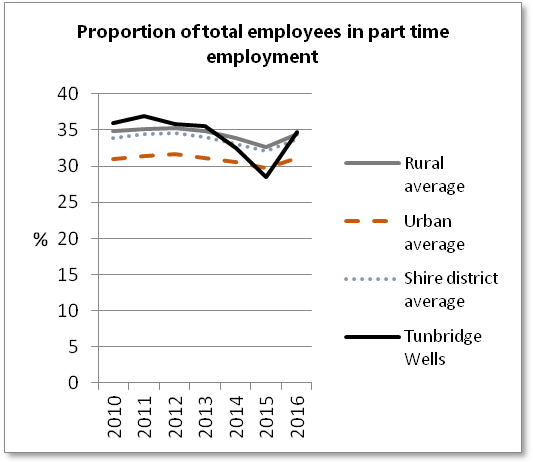 Proportion of total employees in part time
employment
40
35
30
25
20
15
10
5
0
%
2010
2011
2012
2013
2014
2015
2016
Rural
average
Urban
average
Shire district
average
Tunbridge
Wells